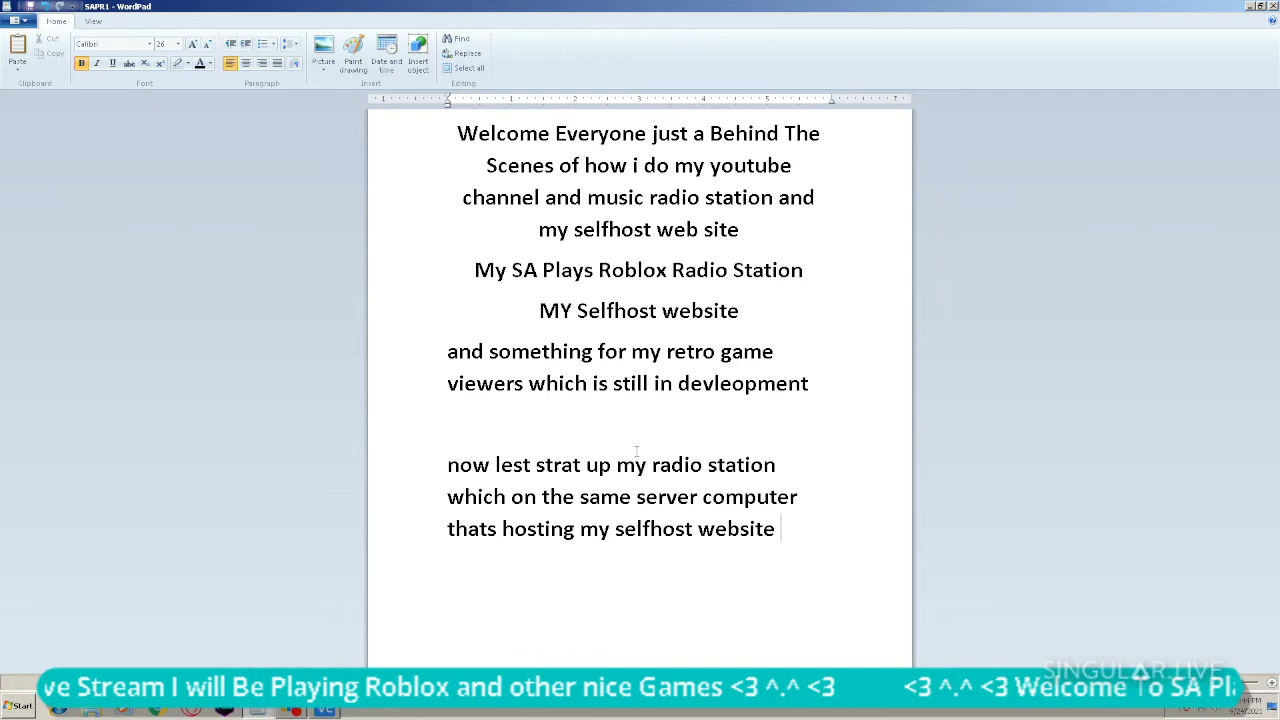 SAPR1 - WordPad
Home
View
Paste
Cut
Copy
Clipboard
Calibri
26
Font
Paragraph
Picture
Paint drawing
Date and time
Insert object
Insert
Find
Replace
Select all
Editing
Welcome Everyone just a Behind The
Scenes of how i do my youtube
channel and music radio station and
my selfhost web site
My SA Plays Roblox Radio Station
MY Selfhost website
and something for my retro game
viewers which is still in devleopment
now lest strat up my radio station
which on the same server computer
thats hosting my selfhost website
SINGULAR.LIVE
ve Stream I will Be Playing Roblox and other nice Games <3 ^.^ <3 <3 ^.^ <3 Welcome To SA Pl
Start